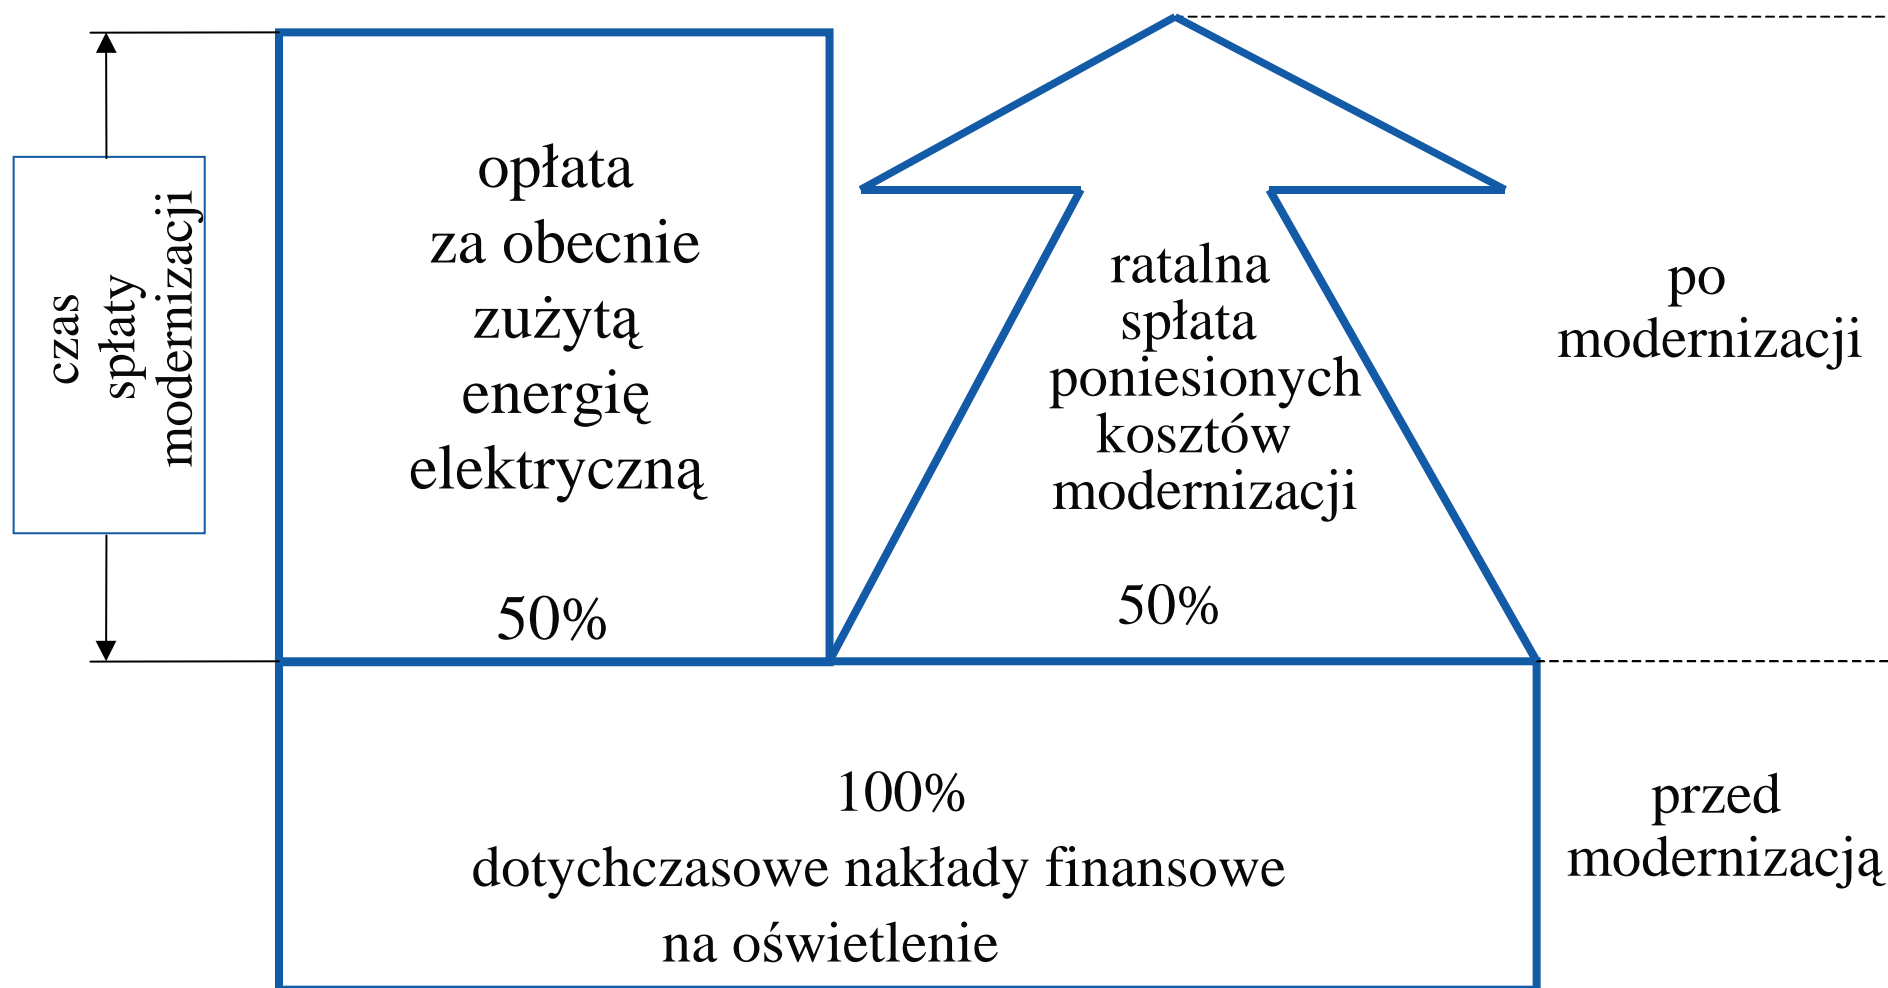 czas
spłaty
modernizacji
opłata
za obecnie
zużytą
energię
elektryczną
50%
ratalna
spłata
poniesionych
kosztów
modernizacji
50%
po
modernizacji
100%
dotychczasowe nakłady finansowe
na oświetlenie
przed
modernizacją